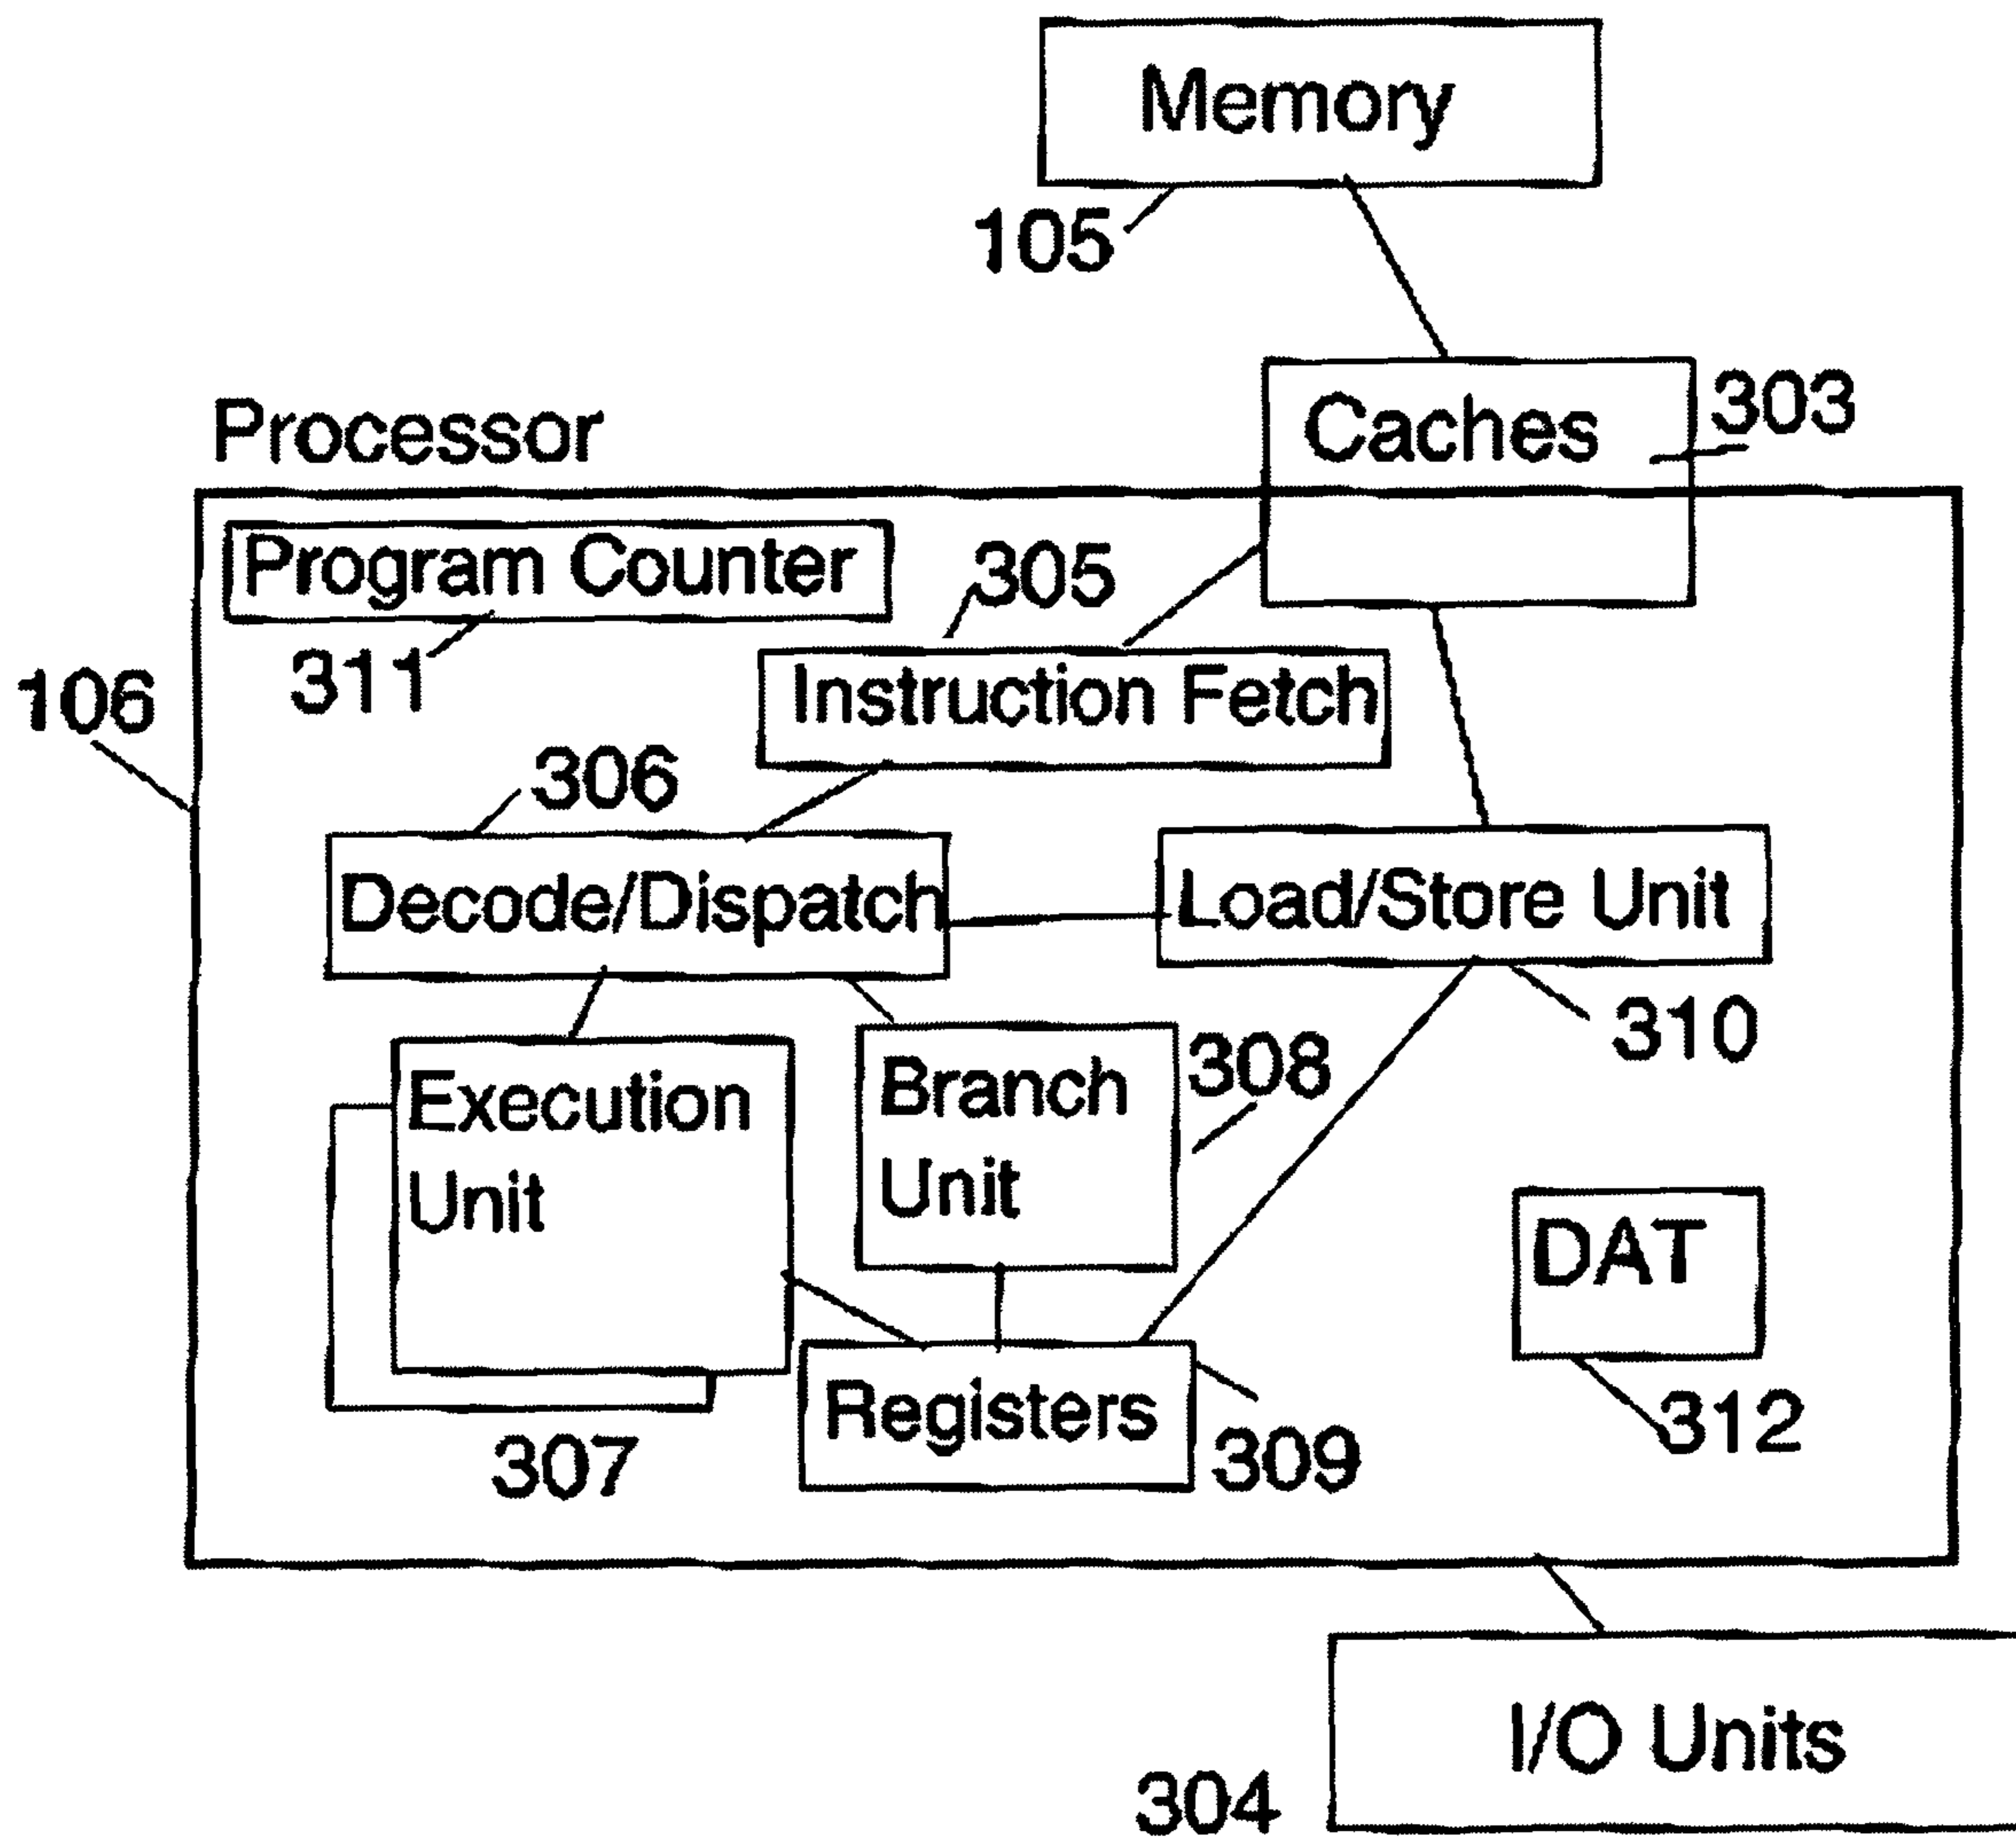 Memory
105
Caches
303
Processor
Program Counter
305
311
Instruction Fetch
106
306
Decode/Dispatch
Load/Store Unit
310
Execution
Unit
Branch
Unit
308
DAT
Registers
312
307
309
I/O Units
304